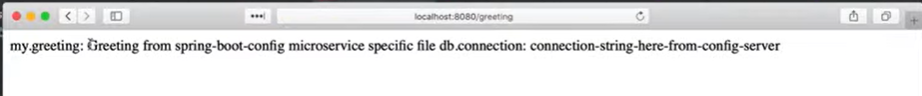 localhost:8080/greeting
my.greeting: Greeting from spring-boot-config microservice specific file db.connection: connection-string-here-from-config-server